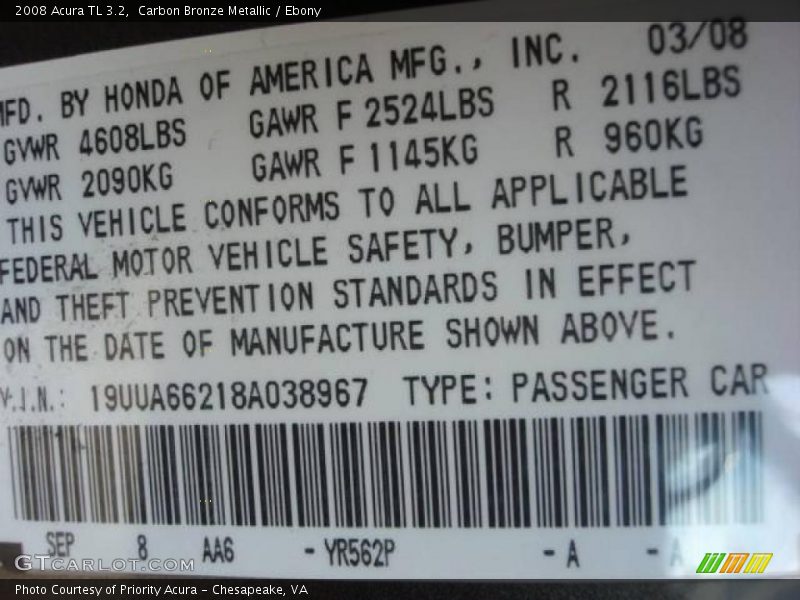 2008 Acura TL 3.2, Carbon Bronze Metallic / Ebony
MFD. BY HONDA OF AMERICA MFG., INC. 03/08
GVWR 4608LBS GAWR F 2524LBS R 2116LBS
GVWR 2090KG GAWR F 1145KG R 960KG
THIS VEHICLE CONFORMS TO ALL APPLICABLE
FEDERAL MOTOR VEHICLE SAFETY, BUMPER,
AND THEFT PREVENTION STANDARDS IN EFFECT
ON THE DATE OF MANUFACTURE SHOWN ABOVE.
V.I.N.: 19UUA66218A038967 TYPE: PASSENGER CAR
SEP 8 AA6 - YR562P - A - A
GTCARLOT.COM
Photo Courtesy of Priority Acura – Chesapeake, VA